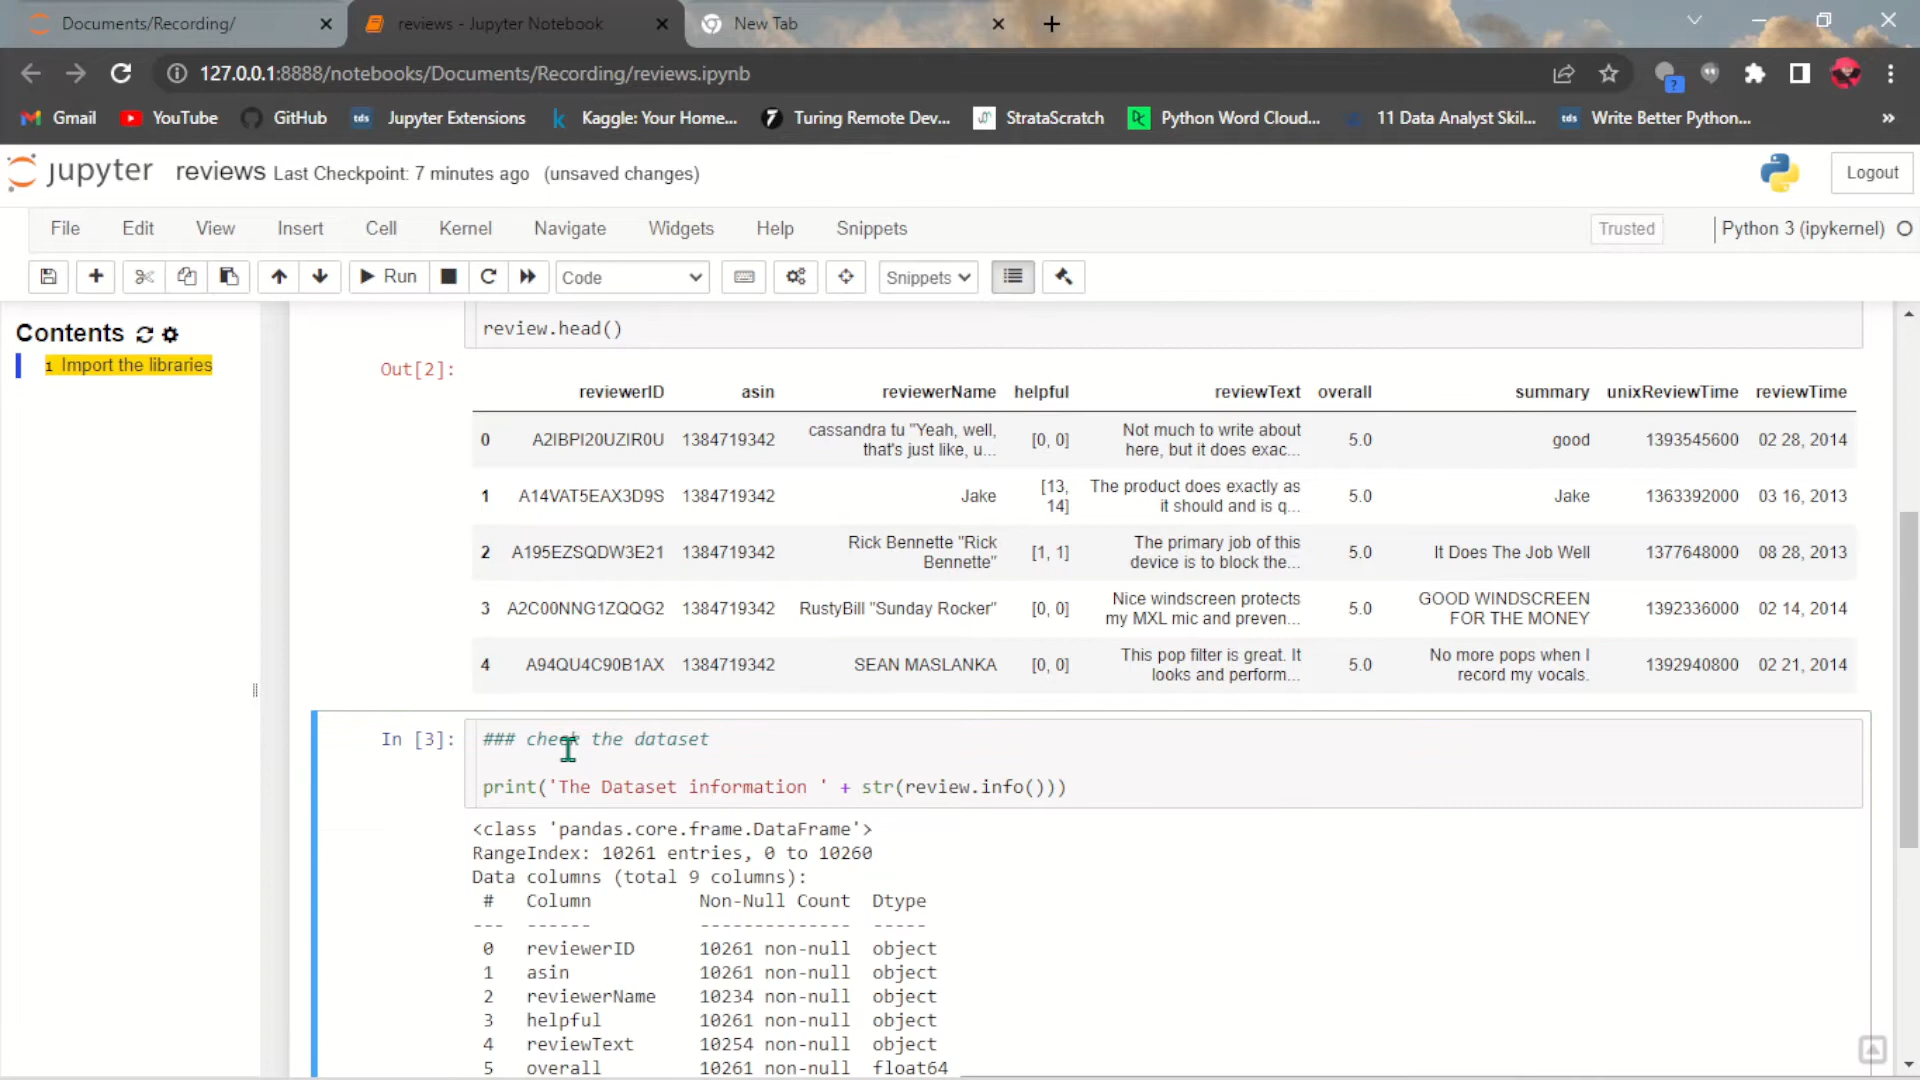 Documents/Recording/
reviews - Jupyter Notebook
New Tab
127.0.0.1:8888/notebooks/Documents/Recording/reviews.ipynb
Gmail
YouTube
GitHub
tds Jupyter Extensions
Kaggle: Your Home...
Turing Remote Dev...
StrataScratch
Python Word Cloud...
11 Data Analyst Skil...
tds Write Better Python...
»
jupyter reviews Last Checkpoint: 7 minutes ago (unsaved changes)
Logout
File Edit View Insert Cell Kernel Navigate Widgets Help Snippets
Trusted
Python 3 (ipykernel)
Run
Code
Snippets
Contents
1 Import the libraries
review.head()
Out[2]:
reviewerID asin reviewerName helpful reviewText overall summary unixReviewTime reviewTime
0 A2IBPI20UZIR0U 1384719342 cassandra tu "Yeah, well, that's just like, u... [0, 0] Not much to write about here, but it does exac... 5.0 good 1393545600 02 28, 2014
1 A14VAT5EAX3D9S 1384719342 Jake [13, 14] The product does exactly as it should and is q... 5.0 Jake 1363392000 03 16, 2013
2 A195EZSQDW3E21 1384719342 Rick Bennette "Rick Bennette" [1, 1] The primary job of this device is to block the... 5.0 It Does The Job Well 1377648000 08 28, 2013
3 A2C00NNG1ZQQG2 1384719342 RustyBill "Sunday Rocker" [0, 0] Nice windscreen protects my MXL mic and preven... 5.0 GOOD WINDSCREEN FOR THE MONEY 1392336000 02 14, 2014
4 A94QU4C90B1AX 1384719342 SEAN MASLANKA [0, 0] This pop filter is great. It looks and perform... 5.0 No more pops when I record my vocals. 1392940800 02 21, 2014
In [3]:
### check the dataset
print('The Dataset information ' + str(review.info()))
<class 'pandas.core.frame.DataFrame'>
RangeIndex: 10261 entries, 0 to 10260
Data columns (total 9 columns):
# Column Non-Null Count Dtype
--- ------ -------------- -----
0 reviewerID 10261 non-null object
1 asin 10261 non-null object
2 reviewerName 10234 non-null object
3 helpful 10261 non-null object
4 reviewText 10254 non-null object
5 overall 10261 non-null float64